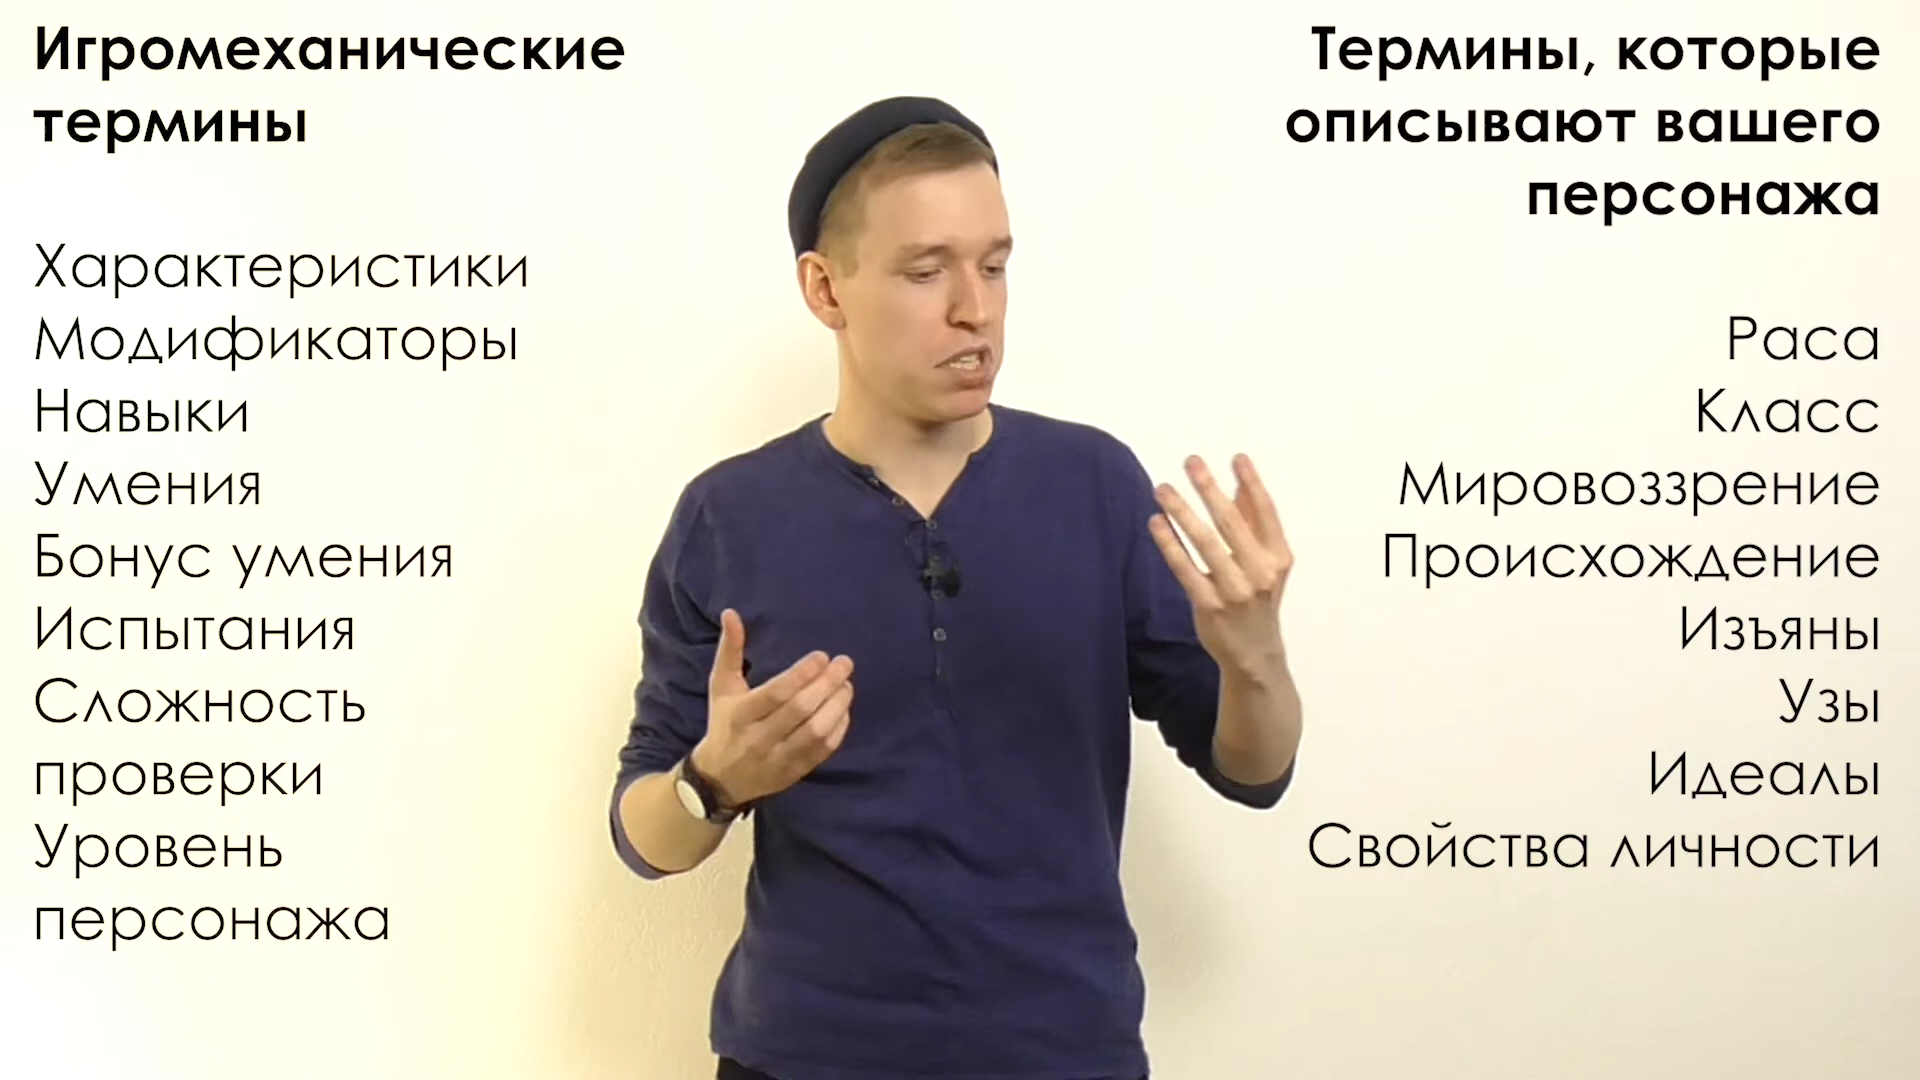 Игромеханические
термины
Характеристики
Модификаторы
Навыки
Умения
Бонус умения
Испытания
Сложность
проверки
Уровень
персонажа
Термины, которые
описывают вашего
персонажа
Раса
Класс
Мировоззрение
Происхождение
Изъяны
Узы
Идеалы
Свойства личности